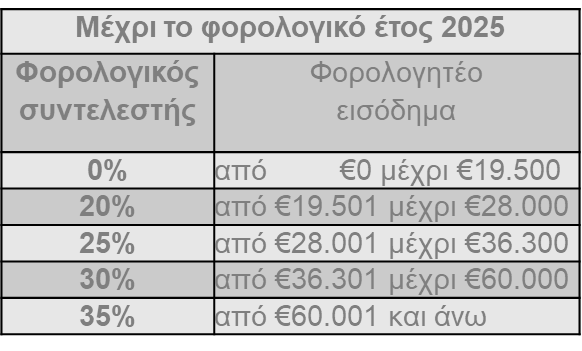 Μέχρι το φορολογικό έτος 2025
Φορολογικός συντελεστής
Φορολογητέο εισόδημα
0% από €0 μέχρι €19.500
20% από €19.501 μέχρι €28.000
25% από €28.001 μέχρι €36.300
30% από €36.301 μέχρι €60.000
35% από €60.001 και άνω